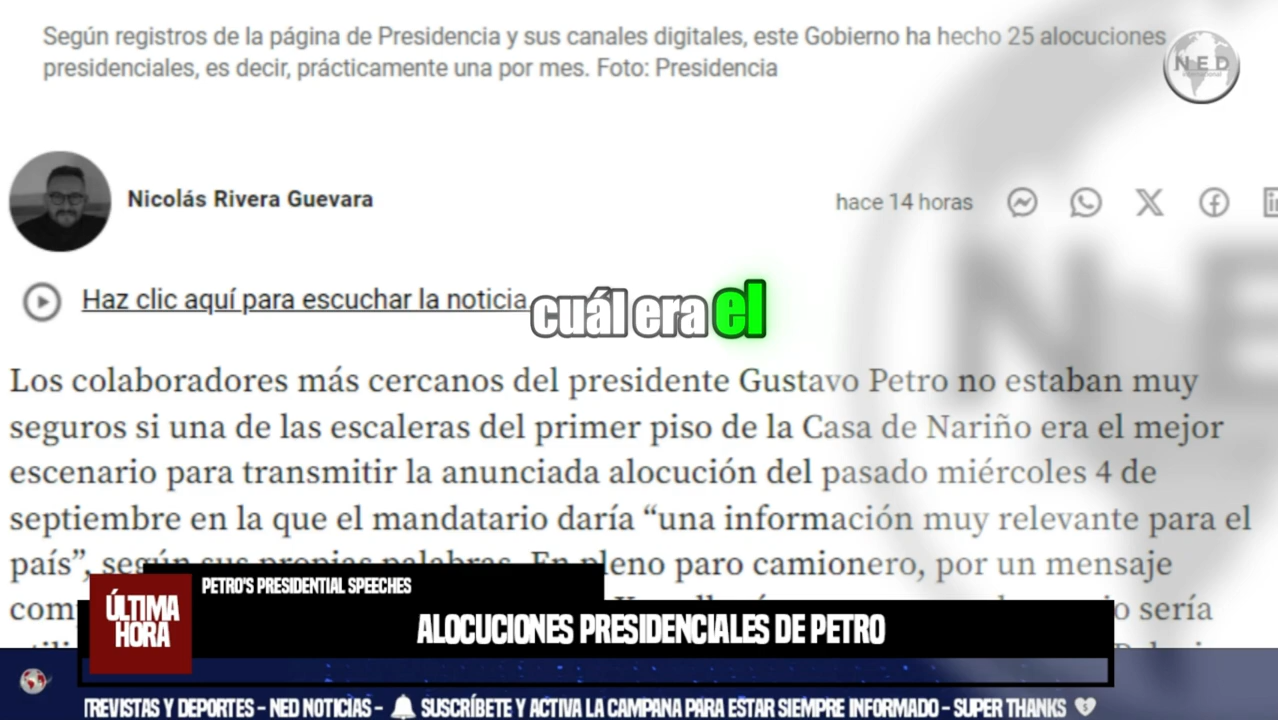 Según registros de la página de Presidencia y sus canales digitales, este Gobierno ha hecho 25 alocuciones
presidenciales, es decir, prácticamente una por mes. Foto: Presidencia
NED
Nicolás Rivera Guevara
hace 14 horas
Haz clic aquí para escuchar la noticia
cuál era el
Los colaboradores más cercanos del presidente Gustavo Petro no estaban muy
seguros si una de las escaleras del primer piso de la Casa de Nariño era el mejor
escenario para transmitir la anunciada alocución del pasado miércoles 4 de
septiembre en la que el mandatario daría “una información muy relevante para el
país”, según sus propias palabras. En pleno paro camionero, por un mensaje
sería
PETRO'S PRESIDENTIAL SPEECHES
ÚLTIMA
HORA
ALOCUCIONES PRESIDENCIALES DE PETRO
TREVISTAS Y DEPORTES - NED NOTICIAS - SUSCRÍBETE Y ACTIVA LA CAMPANA PARA ESTAR SIEMPRE INFORMADO - SUPER THANKS